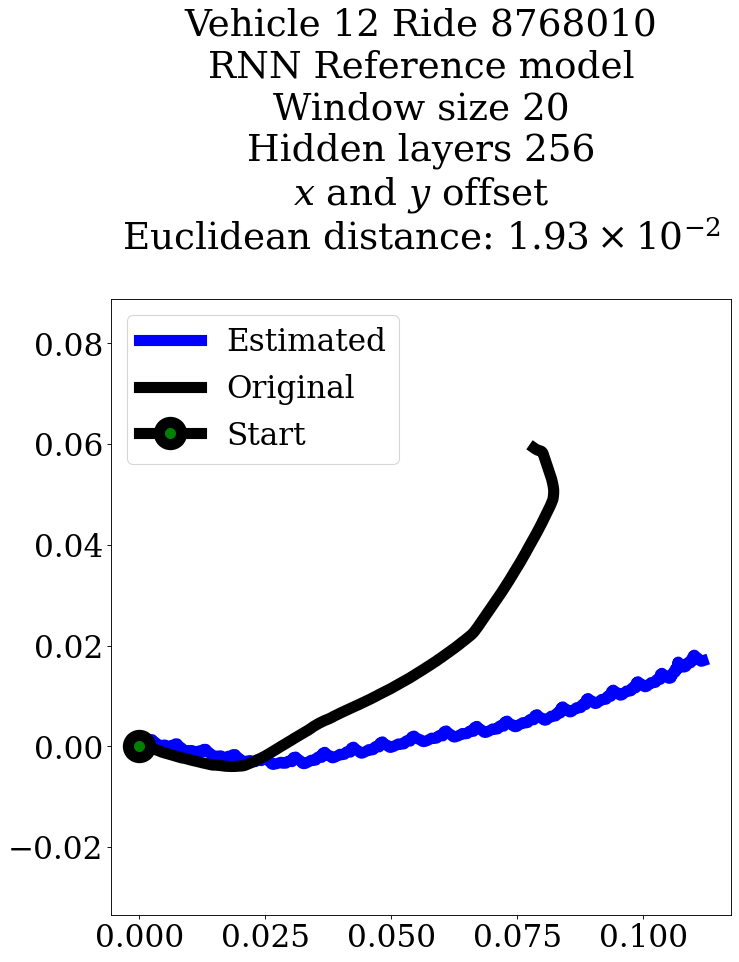 Vehicle 12 Ride 8768010
RNN Reference model
Window size 20
Hidden layers 256
x and y offset
Euclidean distance: 1.93 × 10⁻²
Estimated
Original
Start
0.08
0.06
0.04
0.02
0.00
−0.02
0.000 0.025 0.050 0.075 0.100